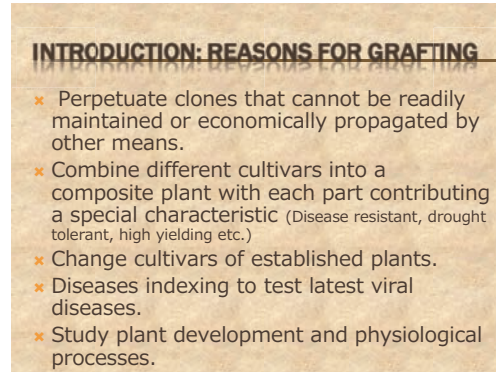 INTRODUCTION: REASONS FOR GRAFTING
Perpetuate clones that cannot be readily
maintained or economically propagated by
other means.
Combine different cultivars into a
composite plant with each part contributing
a special characteristic (Disease resistant, drought
tolerant, high yielding etc.)
Change cultivars of established plants.
Diseases indexing to test latest viral
diseases.
Study plant development and physiological
processes.